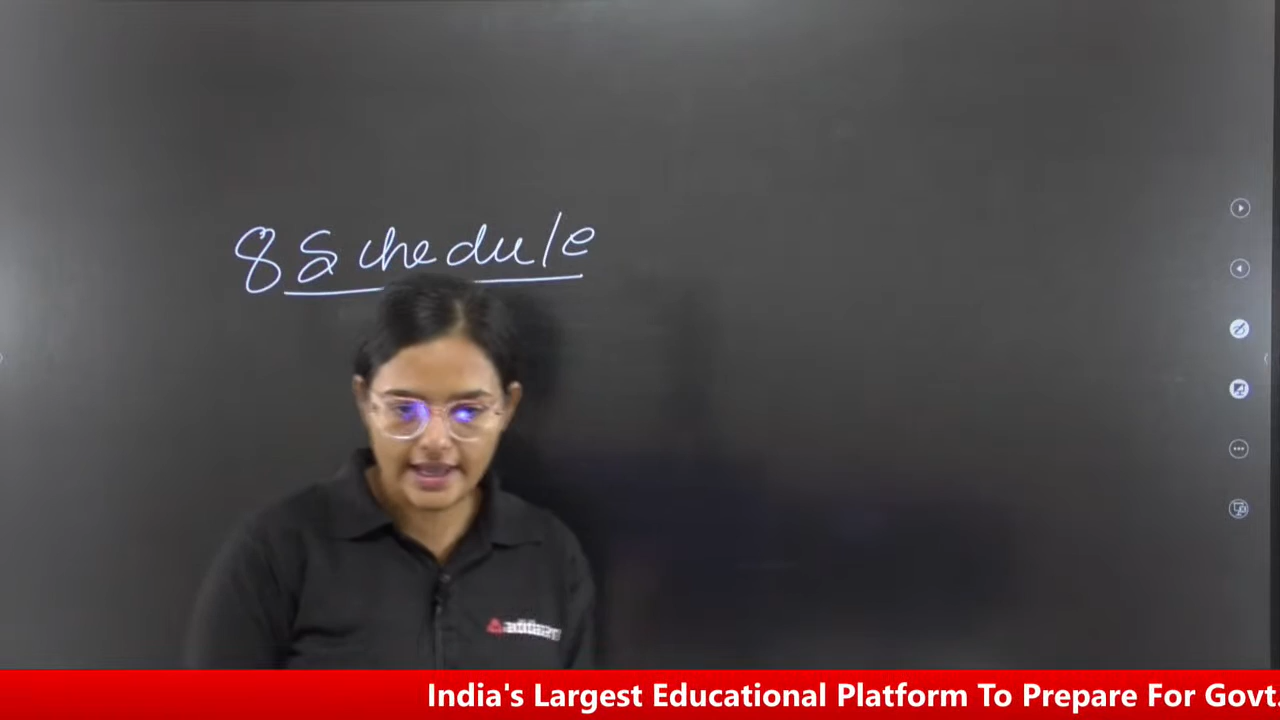 8 Schedule
India's Largest Educational Platform To Prepare For Govt.